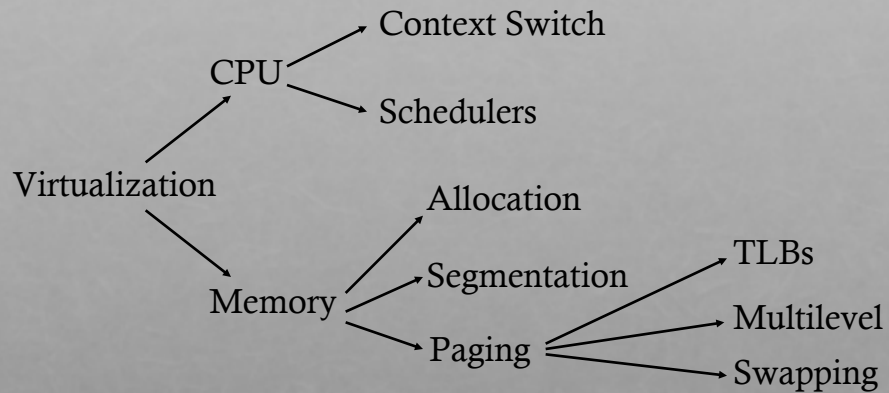 Context Switch
CPU
Schedulers
Virtualization
Allocation
TLBs
Segmentation
Memory
Multilevel
Paging
Swapping